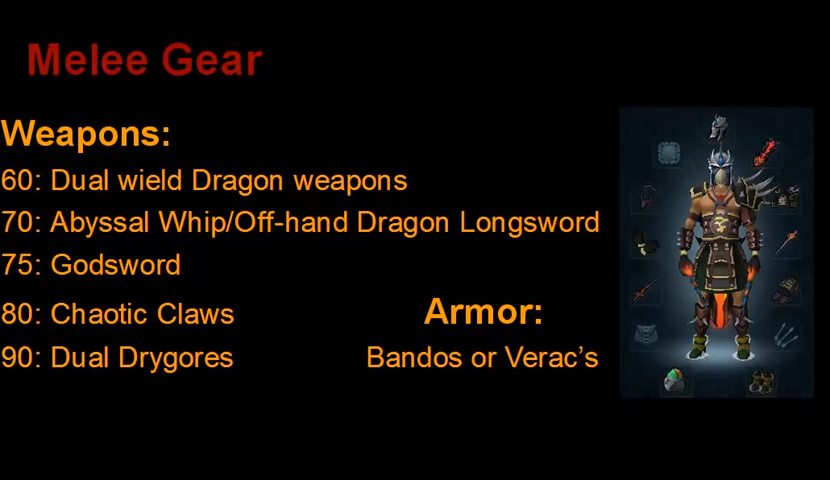 Melee Gear
Weapons:
60: Dual wield Dragon weapons
70: Abyssal Whip/Off-hand Dragon Longsword
75: Godsword
80: Chaotic Claws
90: Dual Drygores
Armor:
Bandos or Verac’s